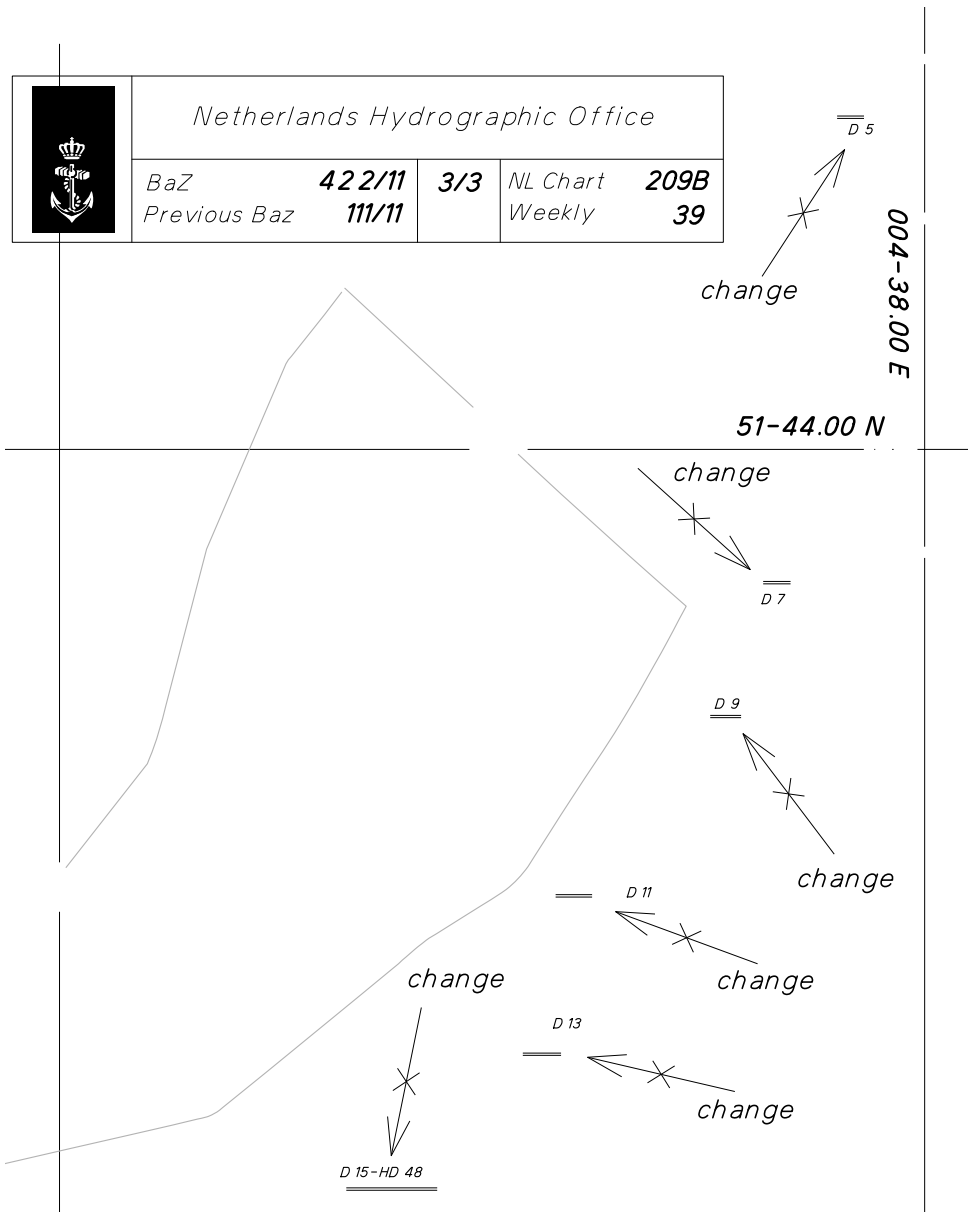 Netherlands Hydrographic Office
BaZ 422/11 3/3 NL Chart 209B
Previous Baz 111/11 Weekly 39
D 5
change
004-38.00 E
51-44.00 N
change
D 7
D 9
change
D 11
change
change
D 13
change
D 15-HD 48